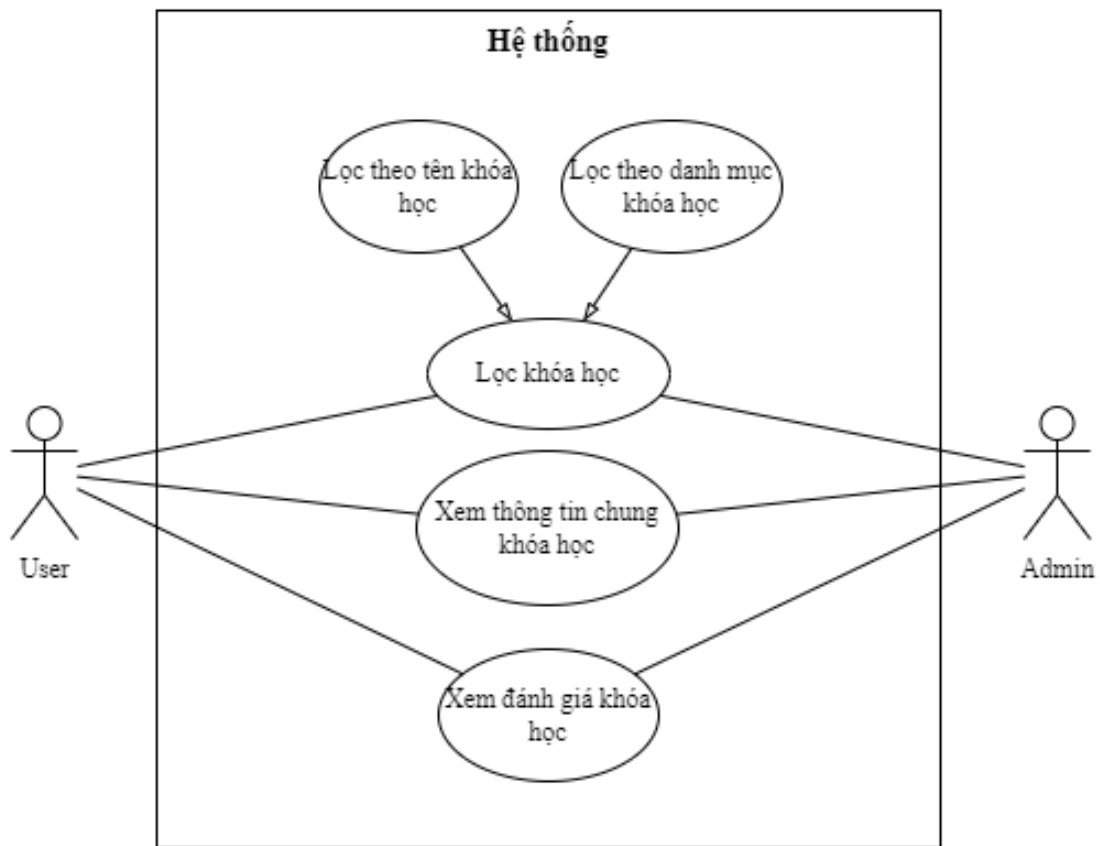 Hệ thống
Lọc theo tên khóa
học
Lọc theo danh mục
khóa học
Lọc khóa học
Xem thông tin chung
khóa học
User
Admin
Xem đánh giá khóa
học